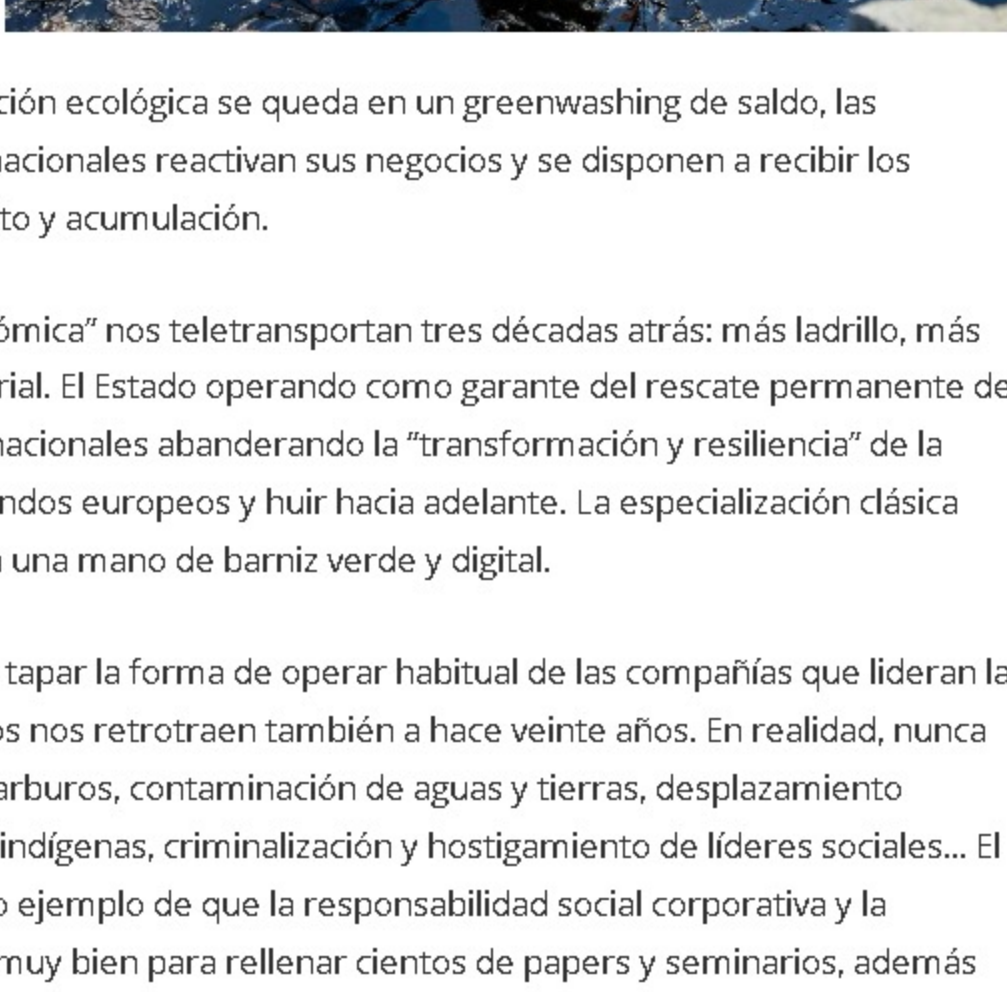 ción ecológica se queda en un greenwashing de saldo, las
nacionales reactivan sus negocios y se disponen a recibir los
to y acumulación.
ómica” nos teletransportan tres décadas atrás: más ladrillo, más
rial. El Estado operando como garante del rescate permanente de
nacionales abanderando la “transformación y resiliencia” de la
ndos europeos y huir hacia adelante. La especialización clásica
una mano de barniz verde y digital.
tapar la forma de operar habitual de las compañías que lideran la
os nos retrotraen también a hace veinte años. En realidad, nunca
arburos, contaminación de aguas y tierras, desplazamiento
indígenas, criminalización y hostigamiento de líderes sociales... El
o ejemplo de que la responsabilidad social corporativa y la
muy bien para rellenar cientos de papers y seminarios, además